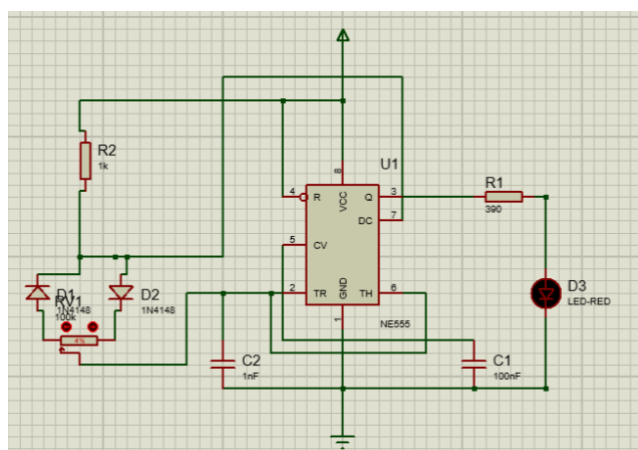 U1
R2
1k
8
VCC
4
R
Q
3
DC
7
5
CV
2
TR
GND
TH
6
1
NE555
R1
390
D3
LED-RED
D1
1N4148
RV1
100k
4%
D2
1N4148
C2
1nF
C1
100nF